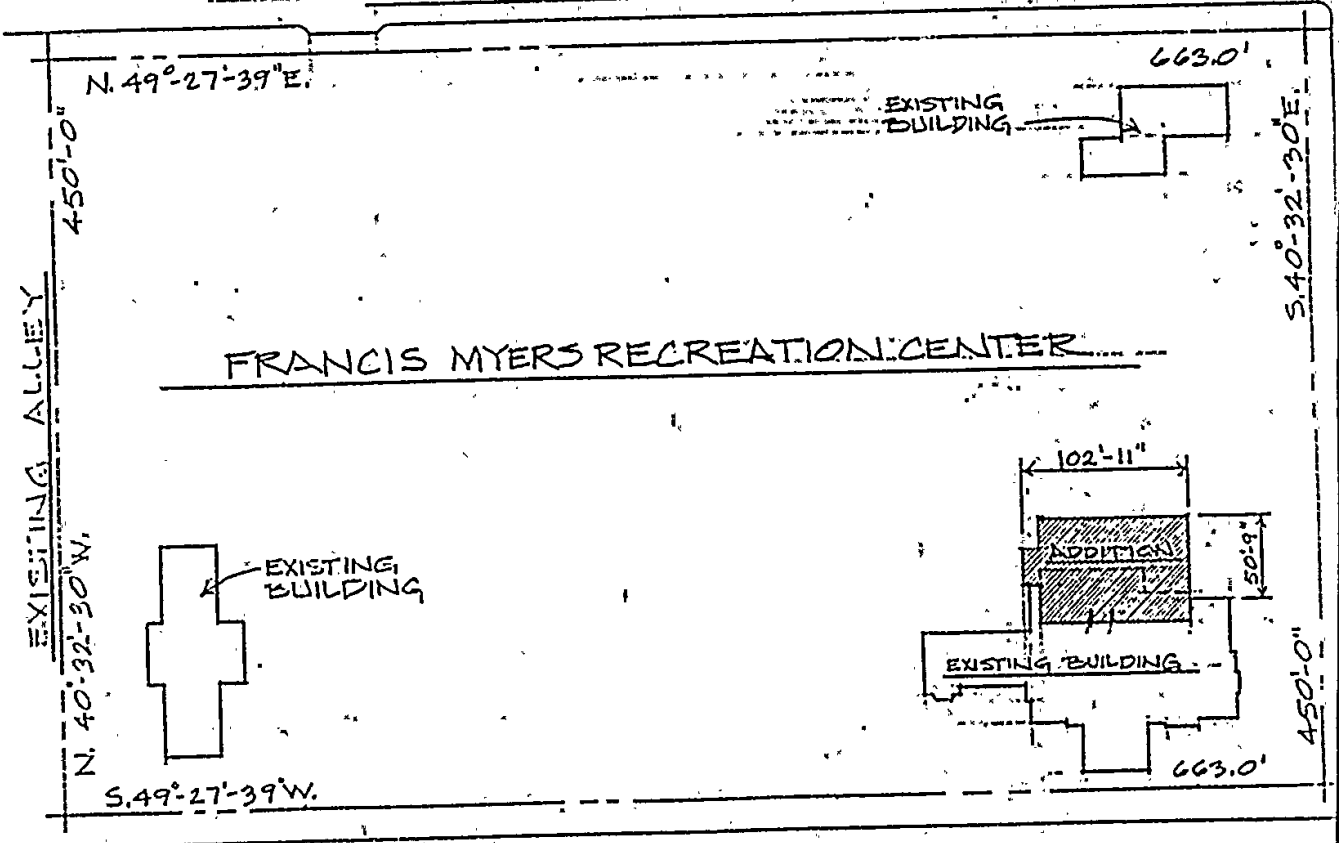 N. 49°-27'-39"E.
663.0'
EXISTING
BUILDING
450'-0"
S. 40°-32'-30"E.
EXISTING ALLEY
FRANCIS MYERS RECREATION CENTER
102'-11"
ADDITION
50'-9"
EXISTING
BUILDING
N. 40°-32'-30"W.
EXISTING BUILDING
450'-0"
663.0'
S. 49°-27'-39"W.